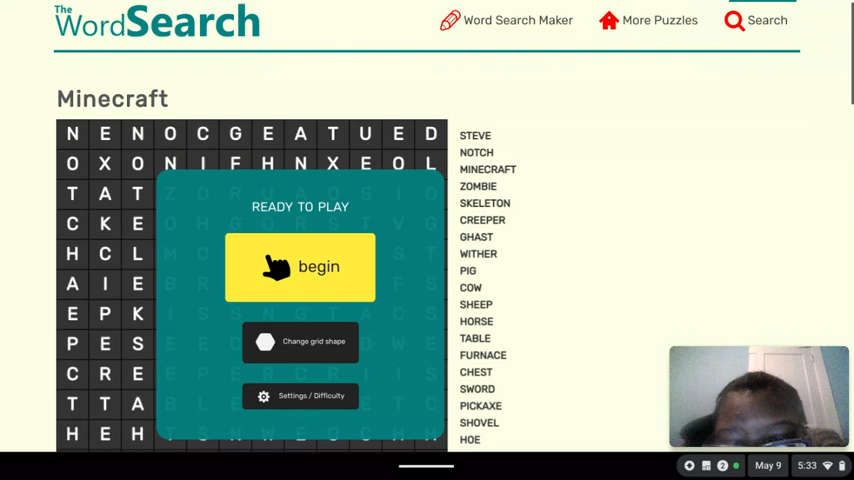 The
WordSearch
Word Search Maker
More Puzzles
Search
Minecraft
N E N O C G E A T U E D
O X O N I F H N X E O L
T A T
C K E
H C L
A I E
E P K
P E S
C R E
T T A
H E H
READY TO PLAY
begin
Change grid shape
Settings / Difficulty
STEVE
NOTCH
MINECRAFT
ZOMBIE
SKELETON
CREEPER
GHAST
WITHER
PIG
COW
SHEEP
HORSE
TABLE
FURNACE
CHEST
SWORD
PICKAXE
SHOVEL
HOE
2
May 9
5:33